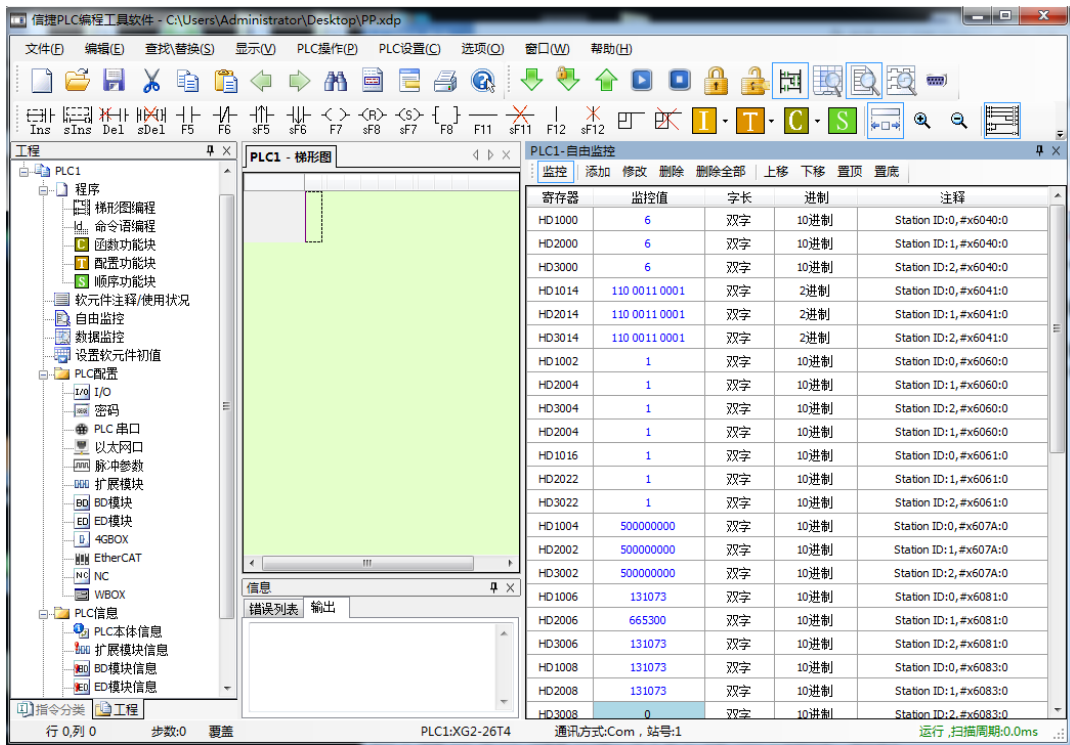 信捷PLC编程工具软件 - C:\Users\Administrator\Desktop\PP.xdp
文件(F) 编辑(E) 查找\替换(S) 显示(V) PLC操作(P) PLC设置(C) 选项(O) 窗口(W) 帮助(H)
Ins sIns Del sDel F5 F6 sF5 sF6 F7 sF8 sF7 F8 F11 sF11 F12 sF12 I T C S
工程
PLC1
程序
梯形图编程
命令语编程
函数功能块
配置功能块
顺序功能块
软元件注释/使用状况
自由监控
数据监控
设置软元件初值
PLC配置
I/O
密码
PLC 串口
以太网口
脉冲参数
扩展模块
BD模块
ED模块
4GBOX
EtherCAT
NC
WBOX
PLC信息
PLC本体信息
扩展模块信息
BD模块信息
ED模块信息
指令分类 工程
PLC1 - 梯形图
信息
错误列表 输出
PLC1-自由监控
监控 添加 修改 删除 删除全部 上移 下移 置顶 置底
寄存器 监控值 字长 进制 注释
HD1000 6 双字 10进制 Station ID:0,#x6040:0
HD2000 6 双字 10进制 Station ID:1,#x6040:0
HD3000 6 双字 10进制 Station ID:2,#x6040:0
HD1014 110 0011 0001 双字 2进制 Station ID:0,#x6041:0
HD2014 110 0011 0001 双字 2进制 Station ID:1,#x6041:0
HD3014 110 0011 0001 双字 2进制 Station ID:2,#x6041:0
HD1002 1 双字 10进制 Station ID:0,#x6060:0
HD2004 1 双字 10进制 Station ID:1,#x6060:0
HD3004 1 双字 10进制 Station ID:2,#x6060:0
HD2004 1 双字 10进制 Station ID:1,#x6060:0
HD1016 1 双字 10进制 Station ID:0,#x6061:0
HD2022 1 双字 10进制 Station ID:1,#x6061:0
HD3022 1 双字 10进制 Station ID:2,#x6061:0
HD1004 500000000 双字 10进制 Station ID:0,#x607A:0
HD2002 500000000 双字 10进制 Station ID:1,#x607A:0
HD3002 500000000 双字 10进制 Station ID:2,#x607A:0
HD1006 131073 双字 10进制 Station ID:0,#x6081:0
HD2006 665300 双字 10进制 Station ID:1,#x6081:0
HD3006 131073 双字 10进制 Station ID:2,#x6081:0
HD1008 131073 双字 10进制 Station ID:0,#x6083:0
HD2008 131073 双字 10进制 Station ID:1,#x6083:0
HD3008 0 双字 10进制 Station ID:2,#x6083:0
行 0,列 0 步数:0 覆盖 PLC1:XG2-26T4 通讯方式:Com，站号:1 运行 ,扫描周期:0.0ms